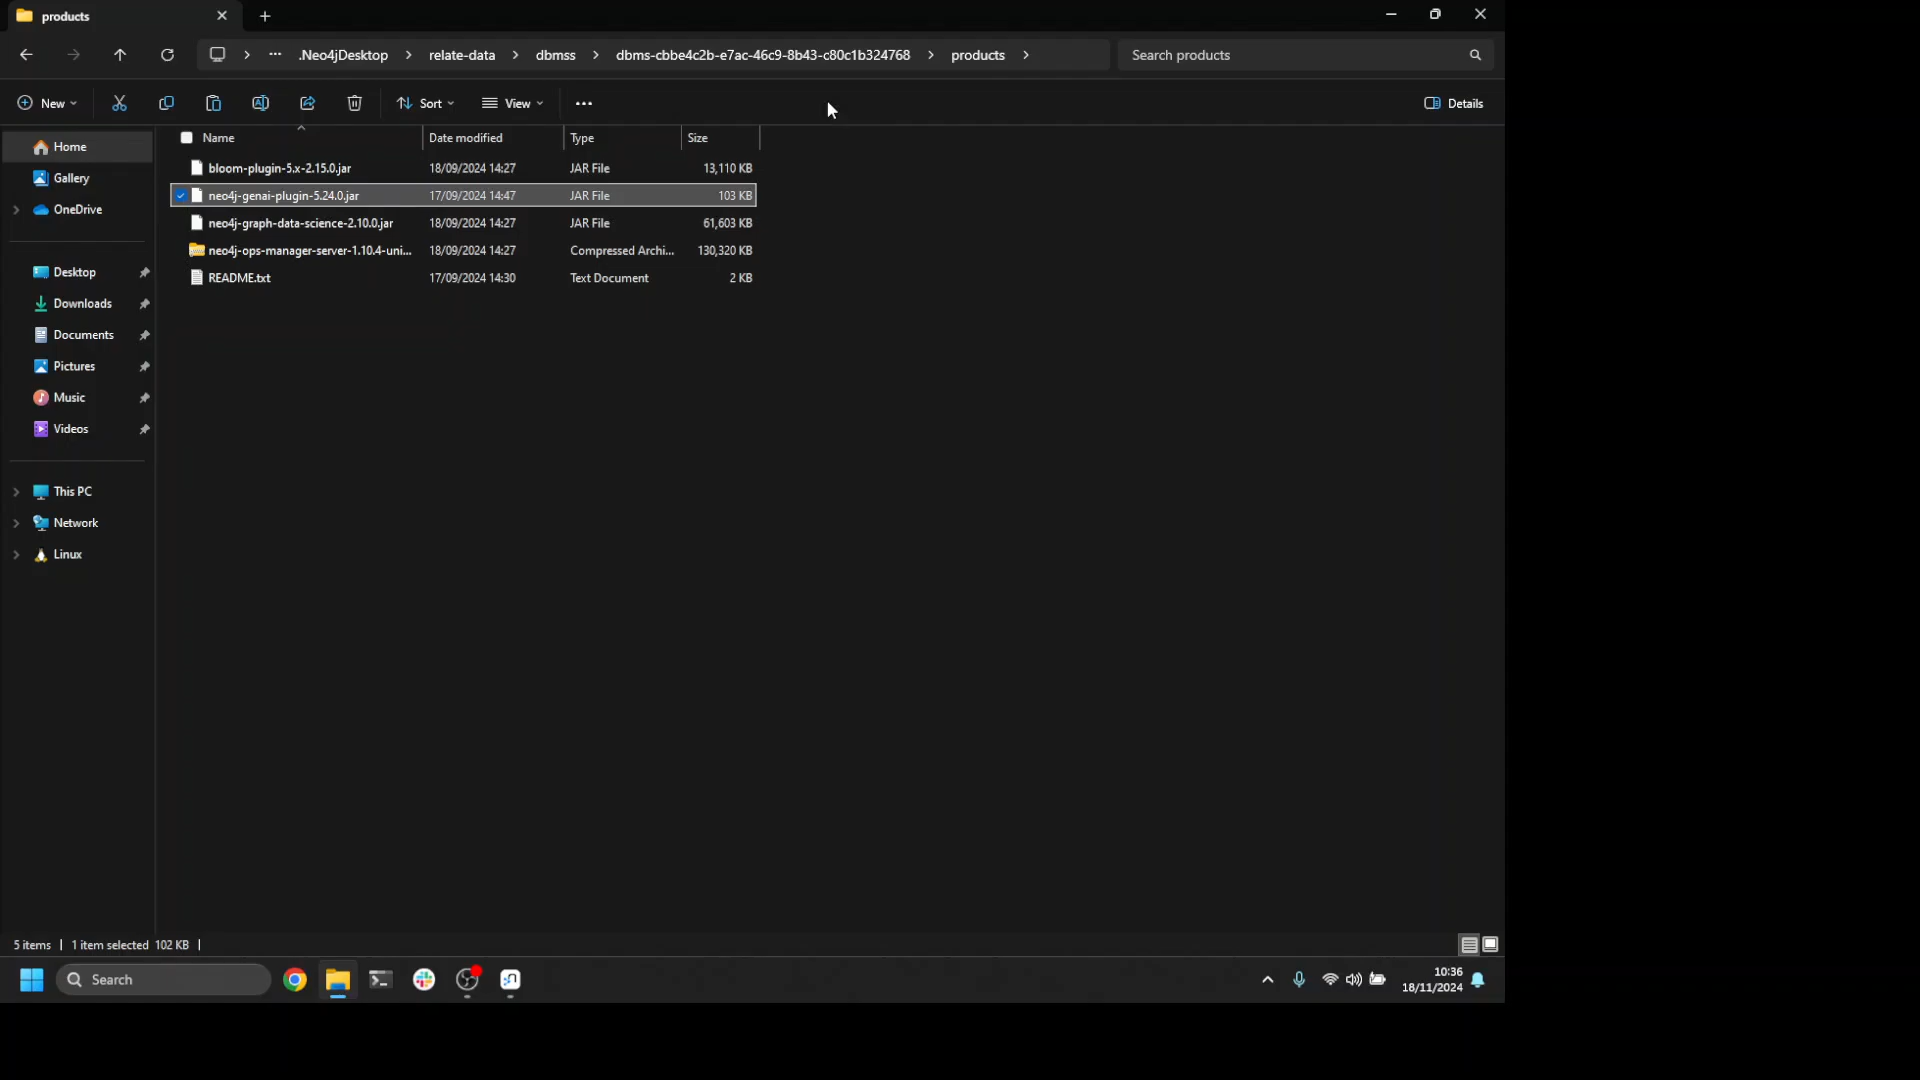 products
.Neo4jDesktop > relate-data > dbmss > dbms-cbbe4c2b-e7ac-46c9-8b43-c80c1b324768 > products >
Search products
New
Sort
View
Details
Name Date modified Type Size
bloom-plugin-5.x-2.15.0.jar 18/09/2024 14:27 JAR File 13,110 KB
neo4j-genai-plugin-5.24.0.jar 17/09/2024 14:47 JAR File 103 KB
neo4j-graph-data-science-2.10.0.jar 18/09/2024 14:27 JAR File 61,603 KB
neo4j-ops-manager-server-1.10.4-uni... 18/09/2024 14:27 Compressed Archi... 130,320 KB
README.txt 17/09/2024 14:30 Text Document 2 KB
Home
Gallery
OneDrive
Desktop
Downloads
Documents
Pictures
Music
Videos
This PC
Network
Linux
5 items | 1 item selected 102 KB |
Search
10:36
18/11/2024